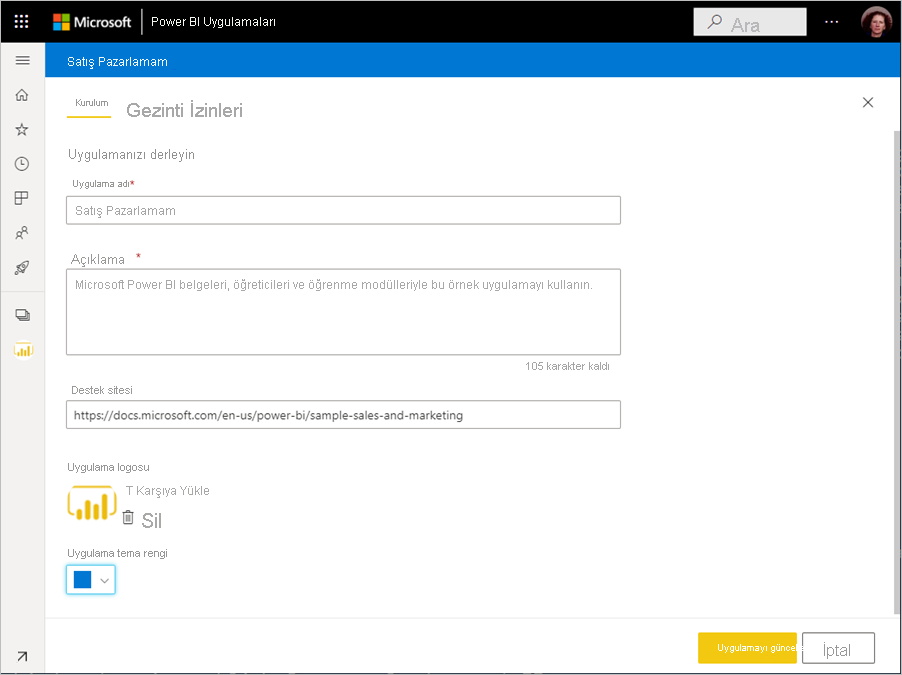 Microsoft Power BI Uygulamaları Ara
Satış Pazarlamam
Kurulum Gezinti İzinleri
Uygulamanızı derleyin
Uygulama adı*
Satış Pazarlamam
Açıklama *
Microsoft Power BI belgeleri, öğreticileri ve öğrenme modülleriyle bu örnek uygulamayı kullanın.
105 karakter kaldı
Destek sitesi
https://docs.microsoft.com/en-us/power-bi/sample-sales-and-marketing
Uygulama logosu
T Karşıya Yükle
Sil
Uygulama tema rengi
Uygulamayı güncelle İptal